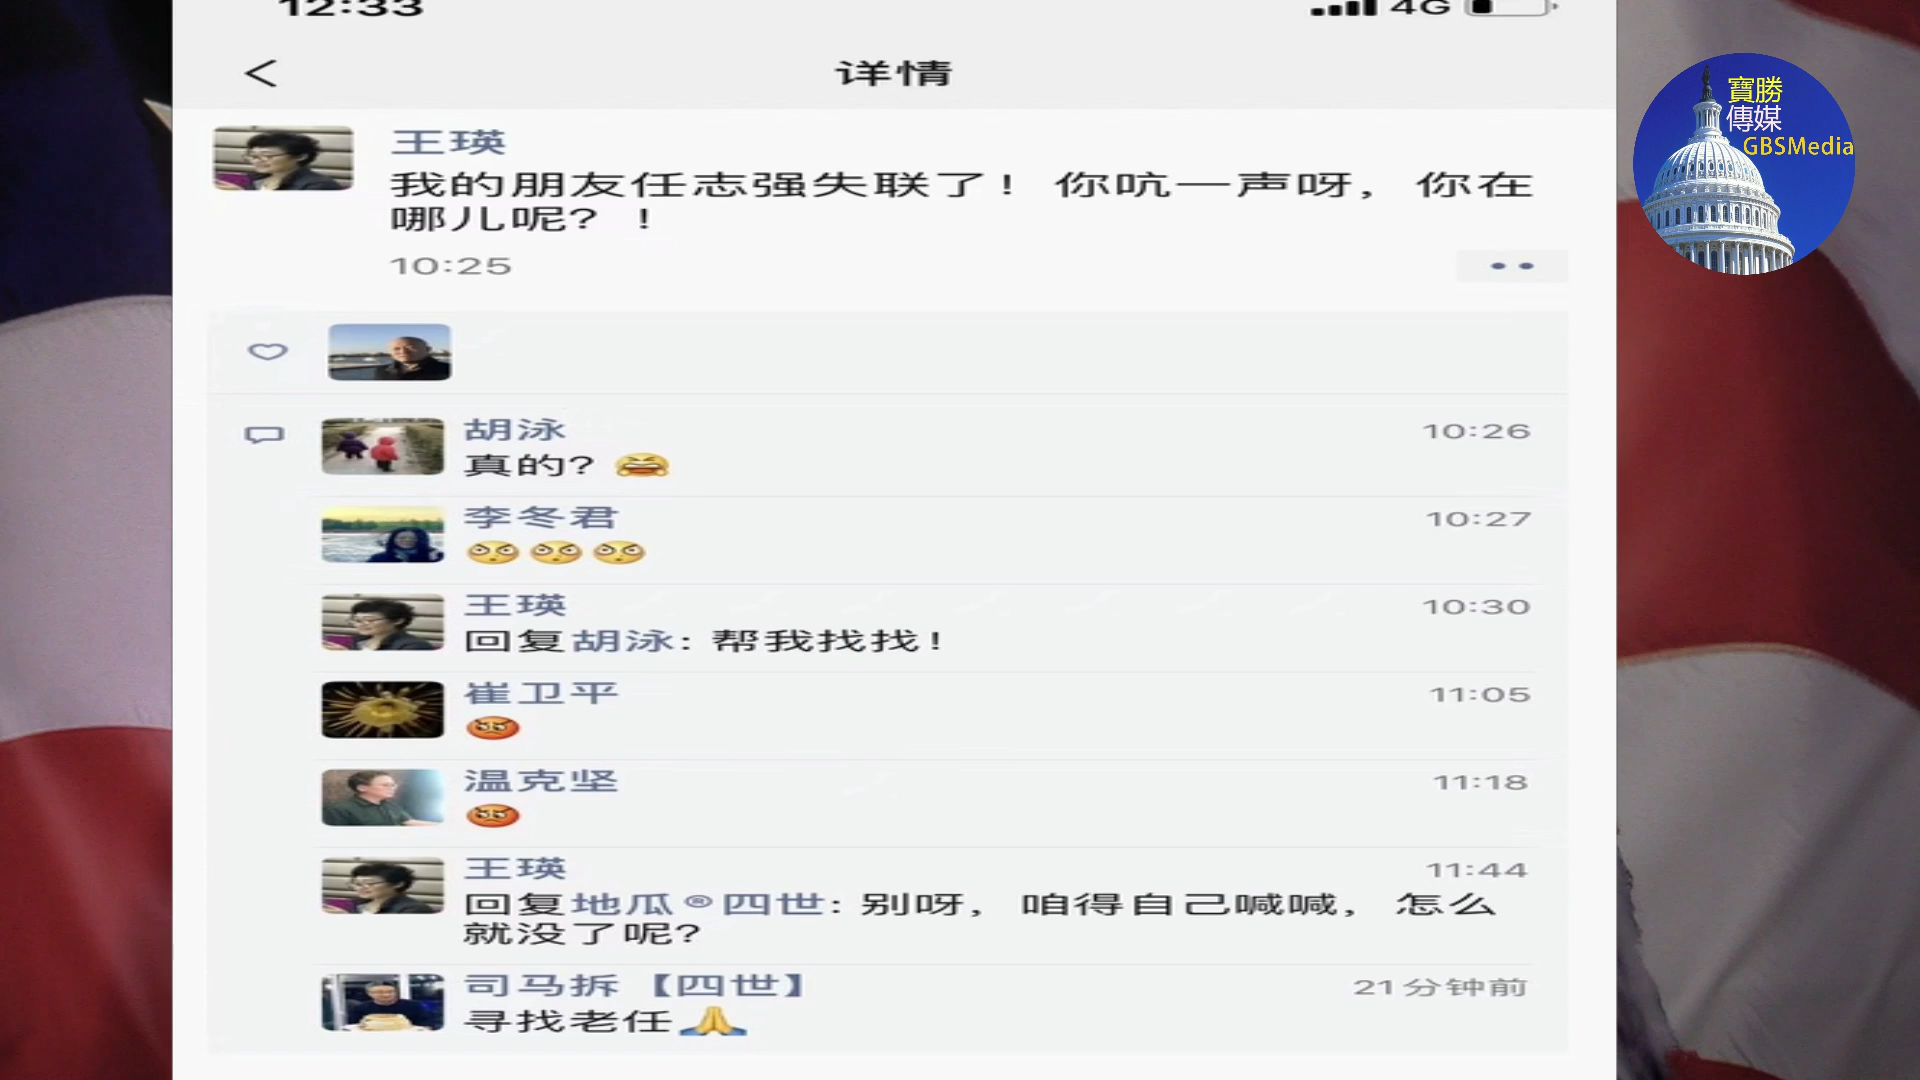 12:33
4G
详情
寶勝
傳媒
GBSMedia
王瑛
我的朋友任志强失联了！你吭一声呀，你在
哪儿呢？！
10:25
胡泳
10:26
真的？
李冬君
10:27
王瑛
10:30
回复胡泳：帮我找找！
崔卫平
11:05
温克坚
11:18
王瑛
11:44
回复地瓜®四世：别呀，咱得自己喊喊，怎么
就没了呢？
司马拆【四世】
21分钟前
寻找老任